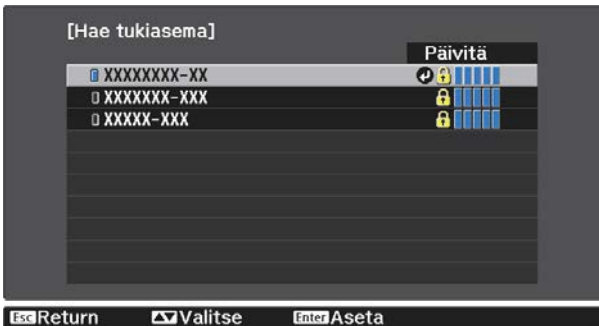 [Hae tukiasema]
Päivitä
XXXXXXXX-XX
XXXXXXX-XXX
XXXXX-XXX
Esc Return Valitse Enter Aseta